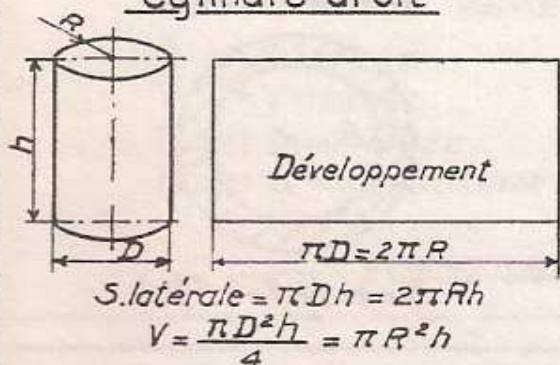 Cylindre droit
R
h
Développement
D
πD = 2πR
S.latérale = πDh = 2πRh
V = πD²h/4 = πR²h